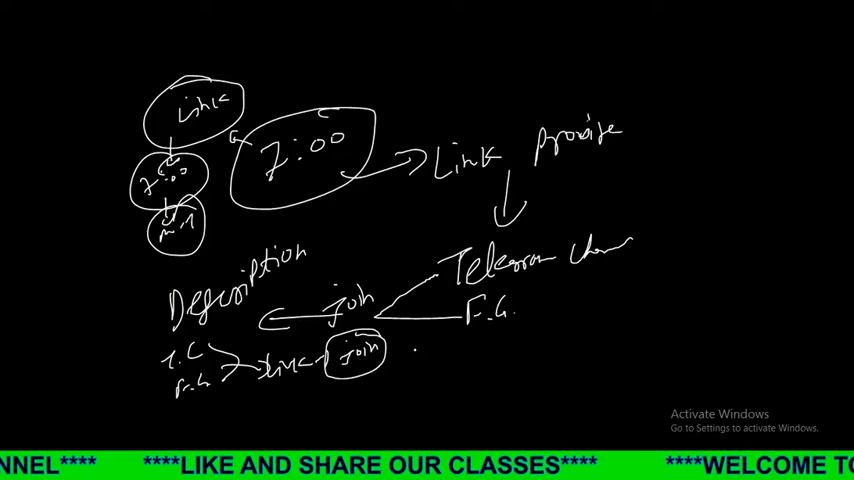 Link
7:00
7:00
Link Provide
Telegram
F.G.
Join
Description
T.C
F.G
Link
Join
Activate Windows
Go to Settings to activate Windows.
NNEL**** ****LIKE AND SHARE OUR CLASSES**** ****WELCOME TO